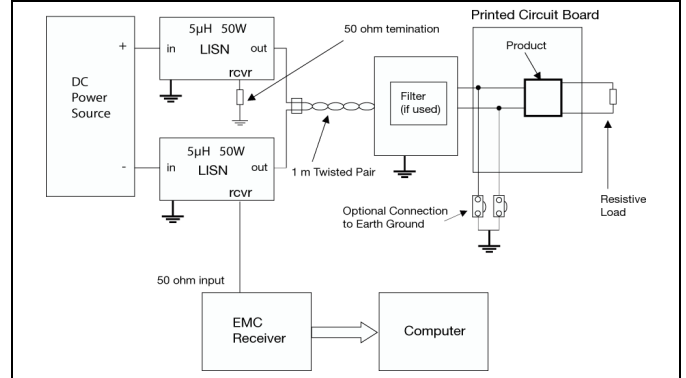 Printed Circuit Board
5µH 50W
LISN
in
out
rcvr
+
50 ohm temination
Product
DC
Power
Source
Filter
(if used)
5µH 50W
LISN
in
out
rcvr
-
1 m Twisted Pair
Optional Connection
to Earth Ground
Resistive
Load
50 ohm input
EMC
Receiver
Computer